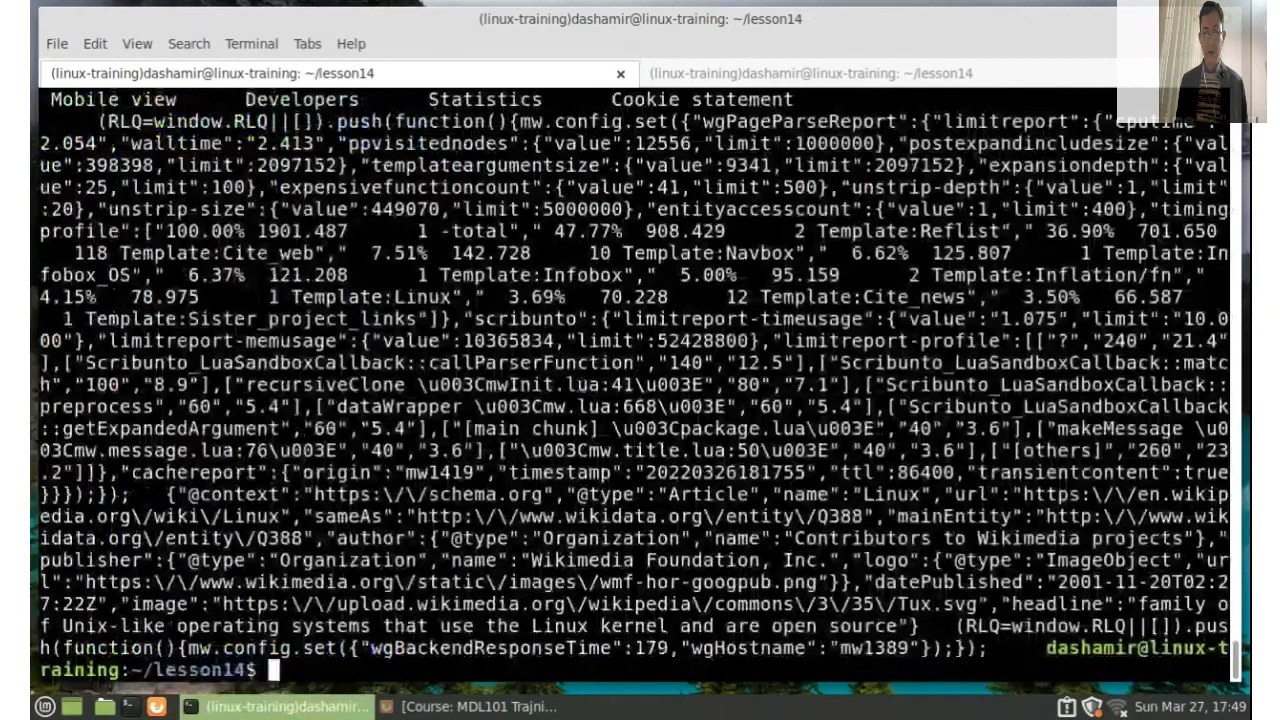 (linux-training)dashamir@linux-training: ~/lesson14
File Edit View Search Terminal Tabs Help
(linux-training)dashamir@linux-training: ~/lesson14 × (linux-training)dashamir@linux-training: ~/lesson14
Mobile view Developers Statistics Cookie statement
(RLQ=window.RLQ||[]).push(function(){mw.config.set({"wgPageParseReport":{"limitreport":{"cputime":"
2.054","walltime":"2.413","ppvisitednodes":{"value":12556,"limit":1000000},"postexpandincludesize":{"val
ue":398398,"limit":2097152},"templateargumentsize":{"value":9341,"limit":2097152},"expansiondepth":{"val
ue":25,"limit":100},"expensivefunctioncount":{"value":41,"limit":500},"unstrip-depth":{"value":1,"limit"
:20},"unstrip-size":{"value":449070,"limit":5000000},"entityaccesscount":{"value":1,"limit":400},"timing
profile":["100.00% 1901.487 1 -total"," 47.77% 908.429 2 Template:Reflist"," 36.90% 701.650
118 Template:Cite_web"," 7.51% 142.728 10 Template:Navbox"," 6.62% 125.807 1 Template:In
fobox_OS"," 6.37% 121.208 1 Template:Infobox"," 5.00% 95.159 2 Template:Inflation/fn","
4.15% 78.975 1 Template:Linux"," 3.69% 70.228 12 Template:Cite_news"," 3.50% 66.587
1 Template:Sister_project_links"]},"scribunto":{"limitreport-timeusage":{"value":"1.075","limit":"10.0
00"},"limitreport-memusage":{"value":10365834,"limit":52428800},"limitreport-profile":[["?","240","21.4"
],["Scribunto_LuaSandboxCallback::callParserFunction","140","12.5"],["Scribunto_LuaSandboxCallback::matc
h","100","8.9"],["recursiveClone \u003CmwInit.lua:41\u003E","80","7.1"],["Scribunto_LuaSandboxCallback::
preprocess","60","5.4"],["dataWrapper \u003Cmw.lua:668\u003E","60","5.4"],["Scribunto_LuaSandboxCallback
::getExpandedArgument","60","5.4"],["[main chunk] \u003Cpackage.lua\u003E","40","3.6"],["makeMessage \u0
03Cmw.message.lua:76\u003E","40","3.6"],["\u003Cmw.title.lua:50\u003E","40","3.6"],["[others]","260","23
.2"]]},"cachereport":{"origin":"mw1419","timestamp":"20220326181755","ttl":86400,"transientcontent":true
}}});}); {"@context":"https:\/\/schema.org","@type":"Article","name":"Linux","url":"https:\/\/en.wikip
edia.org\/wiki\/Linux","sameAs":"http:\/\/www.wikidata.org\/entity\/Q388","mainEntity":"http:\/\/www.wik
idata.org\/entity\/Q388","author":{"@type":"Organization","name":"Contributors to Wikimedia projects"},"
publisher":{"@type":"Organization","name":"Wikimedia Foundation, Inc.","logo":{"@type":"ImageObject","ur
l":"https:\/\/www.wikimedia.org\/static\/images\/wmf-hor-googpub.png"}},"datePublished":"2001-11-20T02:2
7:22Z","image":"https:\/\/upload.wikimedia.org\/wikipedia\/commons\/3\/35\/Tux.svg","headline":"family o
f Unix-like operating systems that use the Linux kernel and are open source"} (RLQ=window.RLQ||[]).pus
h(function(){mw.config.set({"wgBackendResponseTime":179,"wgHostname":"mw1389"});}); dashamir@linux-t
raining:~/lesson14$
(linux-training)dashamir... [Course: MDL101 Trajni... Sun Mar 27, 17:49